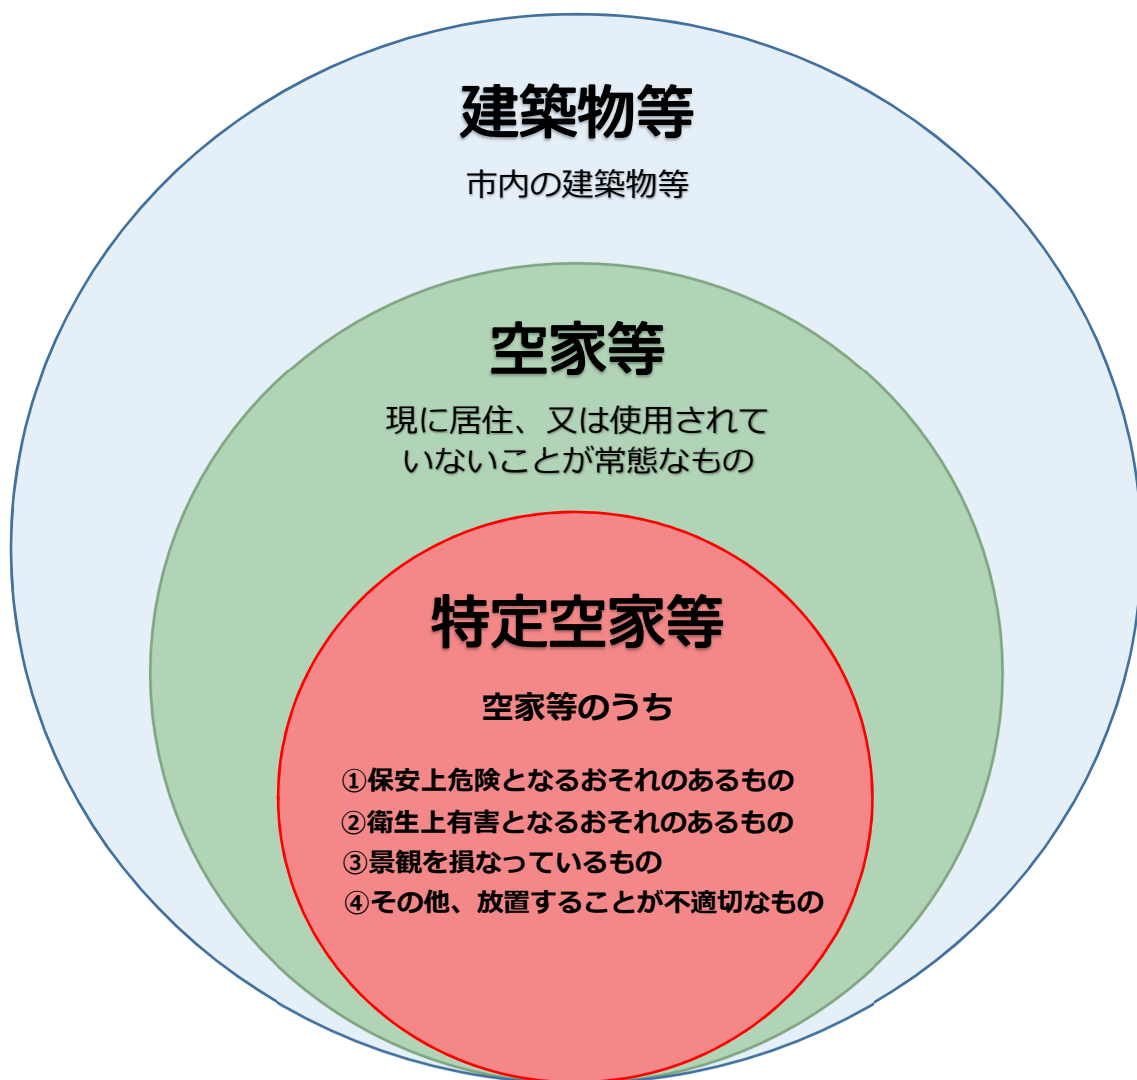 建築物等
市内の建築物等
空家等
現に居住、又は使用されて
いないことが常態なもの
特定空家等
空家等のうち
①保安上危険となるおそれのあるもの
②衛生上有害となるおそれのあるもの
③景観を損なっているもの
④その他、放置することが不適切なもの